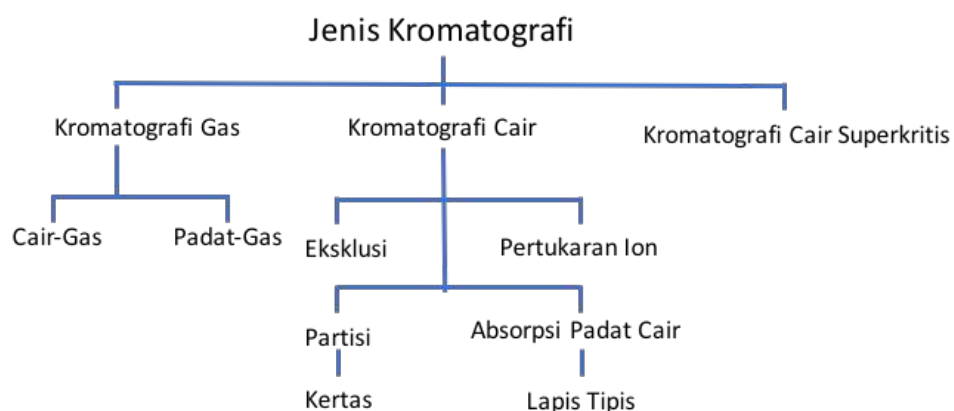 Jenis Kromatografi
Kromatografi Gas
Kromatografi Cair
Kromatografi Cair Superkritis
Cair-Gas
Padat-Gas
Eksklusi
Pertukaran Ion
Partisi
Absorpsi Padat Cair
Kertas
Lapis Tipis